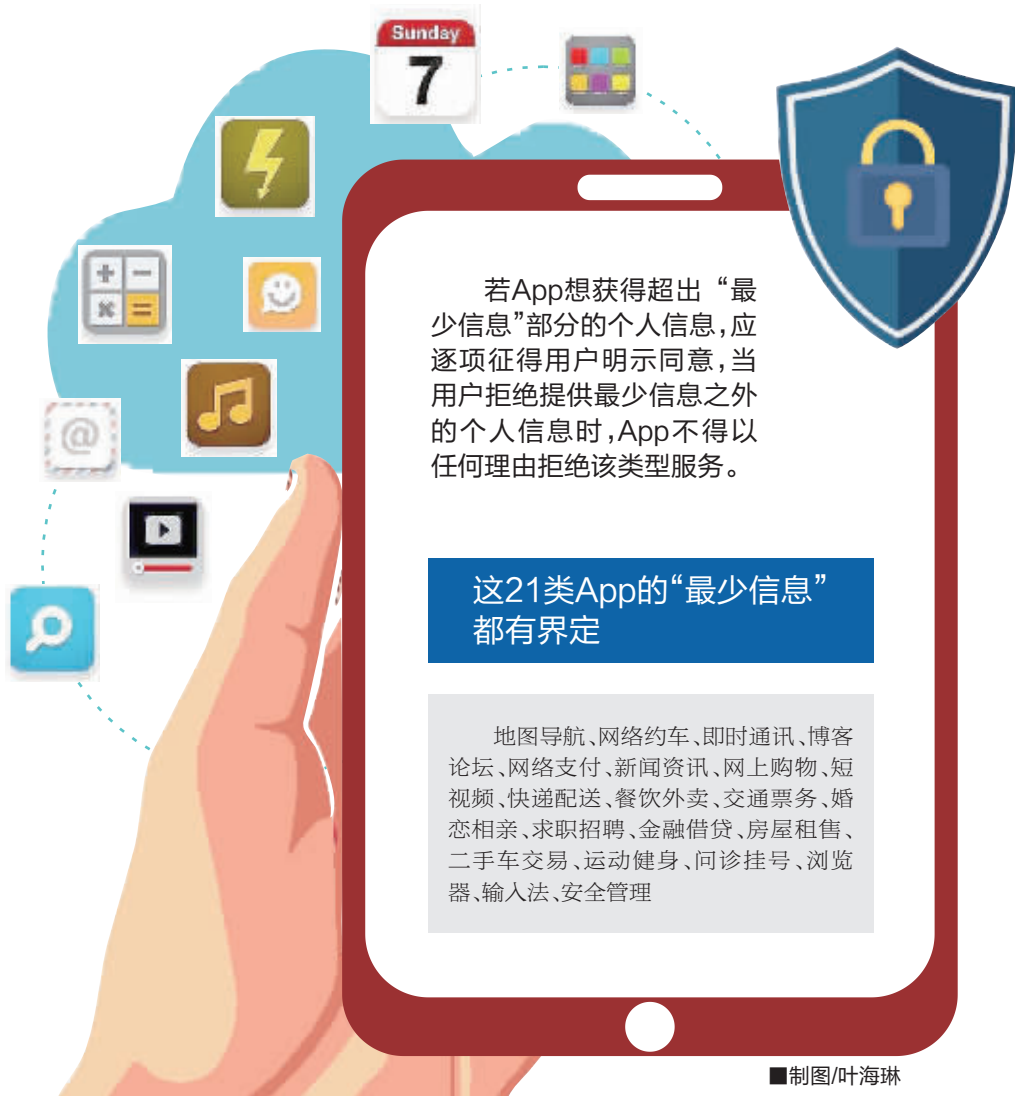 Sunday
7
若App想获得超出“最
少信息”部分的个人信息,应
逐项征得用户明示同意,当
用户拒绝提供最少信息之外
的个人信息时,App不得以
任何理由拒绝该类型服务。
这21类App的“最少信息”
都有界定
地图导航、网络约车、即时通讯、博客
论坛、网络支付、新闻资讯、网上购物、短
视频、快递配送、餐饮外卖、交通票务、婚
恋相亲、求职招聘、金融借贷、房屋租售、
二手车交易、运动健身、问诊挂号、浏览
器、输入法、安全管理
■制图/叶海琳